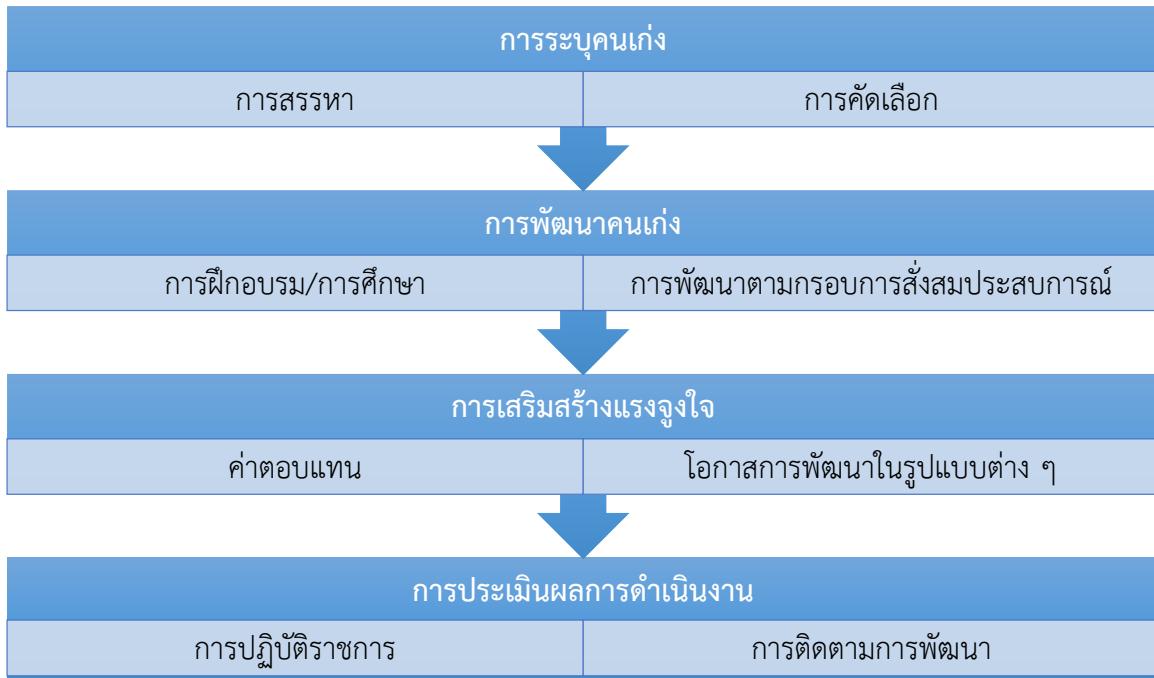 การระบุคนเก่ง
การสรรหา
การคัดเลือก
การพัฒนาคนเก่ง
การฝึกอบรม/การศึกษา
การพัฒนาตามกรอบการสั่งสมประสบการณ์
การเสริมสร้างแรงจูงใจ
ค่าตอบแทน
โอกาสการพัฒนาในรูปแบบต่าง ๆ
การประเมินผลการดำเนินงาน
การปฏิบัติราชการ
การติดตามการพัฒนา